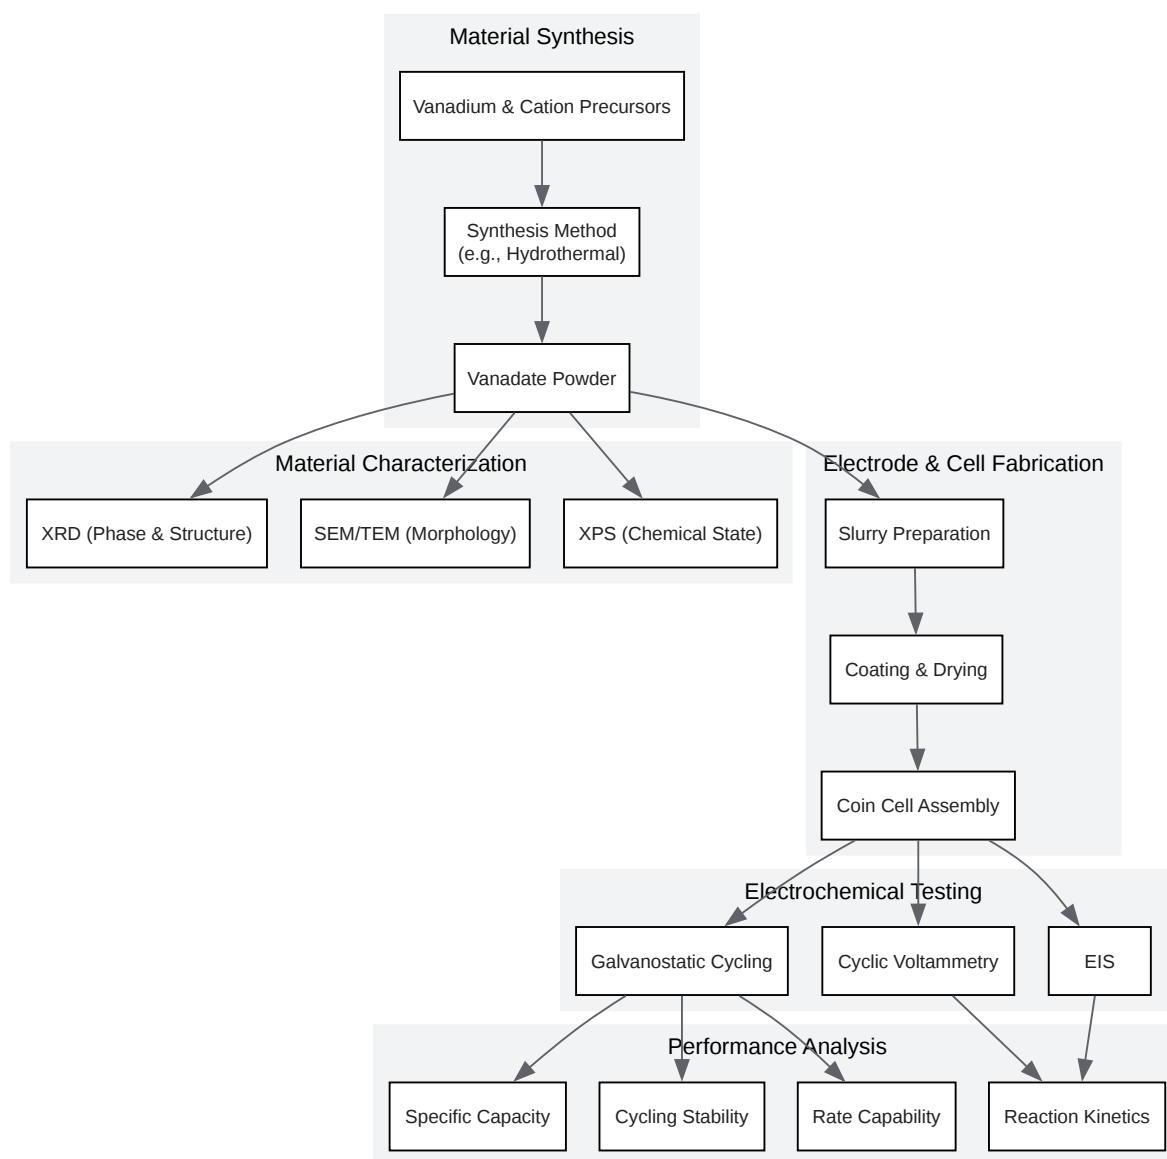 Material Synthesis
Vanadium & Cation Precursors
Synthesis Method
(e.g., Hydrothermal)
Vanadate Powder
Material Characterization
Electrode & Cell Fabrication
XRD (Phase & Structure)
SEM/TEM (Morphology)
XPS (Chemical State)
Slurry Preparation
Coating & Drying
Coin Cell Assembly
Electrochemical Testing
Galvanostatic Cycling
Cyclic Voltammetry
EIS
Performance Analysis
Specific Capacity
Cycling Stability
Rate Capability
Reaction Kinetics